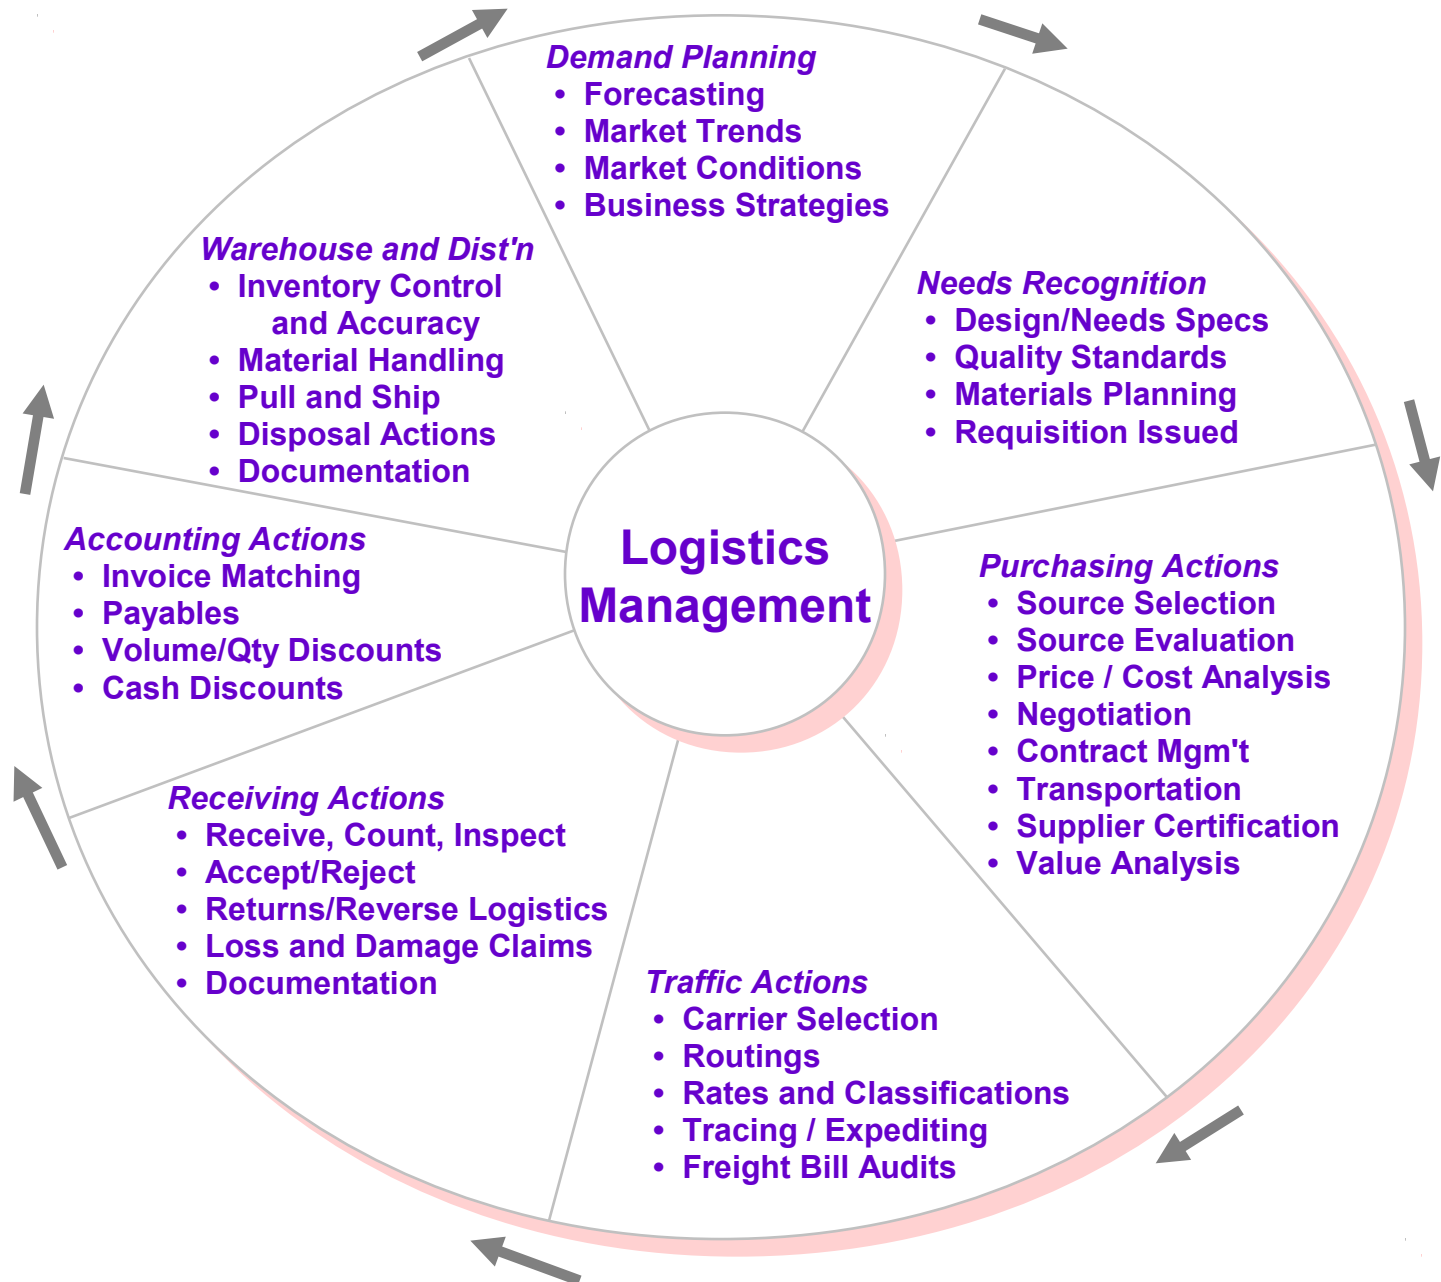 Demand Planning
• Forecasting
• Market Trends
• Market Conditions
• Business Strategies
Needs Recognition
• Design/Needs Specs
• Quality Standards
• Materials Planning
• Requisition Issued
Purchasing Actions
• Source Selection
• Source Evaluation
• Price / Cost Analysis
• Negotiation
• Contract Mgm't
• Transportation
• Supplier Certification
• Value Analysis
Traffic Actions
• Carrier Selection
• Routings
• Rates and Classifications
• Tracing / Expediting
• Freight Bill Audits
Receiving Actions
• Receive, Count, Inspect
• Accept/Reject
• Returns/Reverse Logistics
• Loss and Damage Claims
• Documentation
Accounting Actions
• Invoice Matching
• Payables
• Volume/Qty Discounts
• Cash Discounts
Warehouse and Dist'n
• Inventory Control
and Accuracy
• Material Handling
• Pull and Ship
• Disposal Actions
• Documentation
Logistics
Management